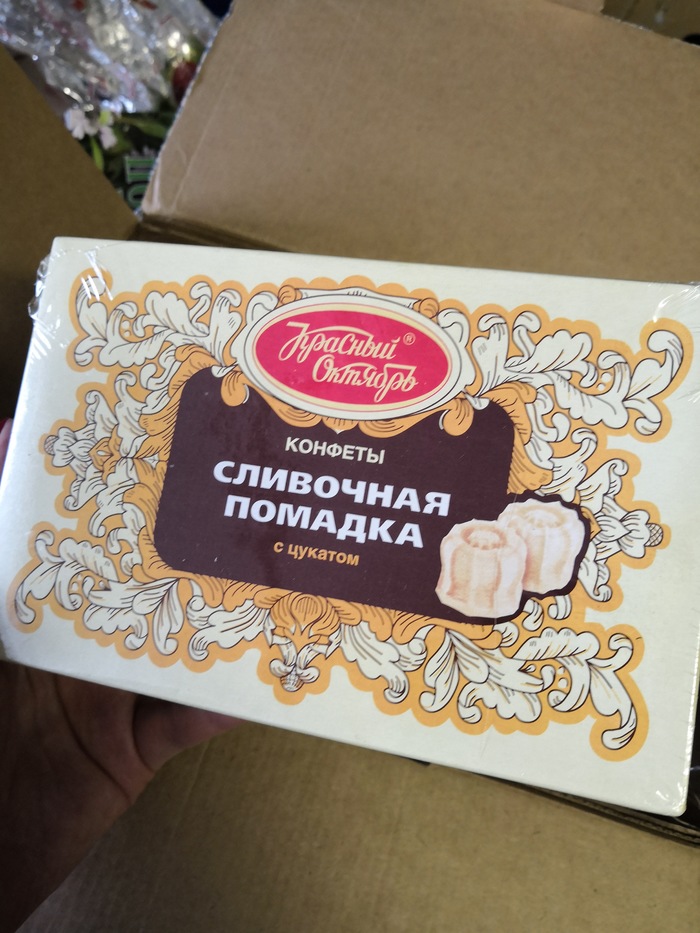 Красный®
Октябрь
КОНФЕТЫ
СЛИВОЧНАЯ
ПОМАДКА
с цукатом